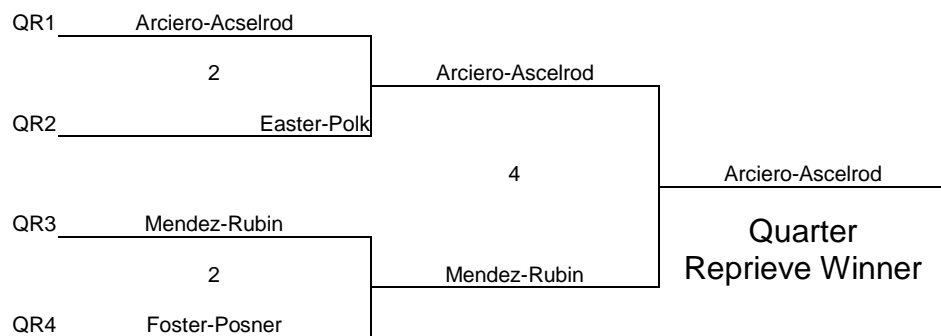 QR1 Arciero-Acselrod
2 Arciero-Ascelrod
QR2 Easter-Polk
4 Arciero-Ascelrod
QR3 Mendez-Rubin
Quarter
Reprieve Winner
2 Mendez-Rubin
QR4 Foster-Posner